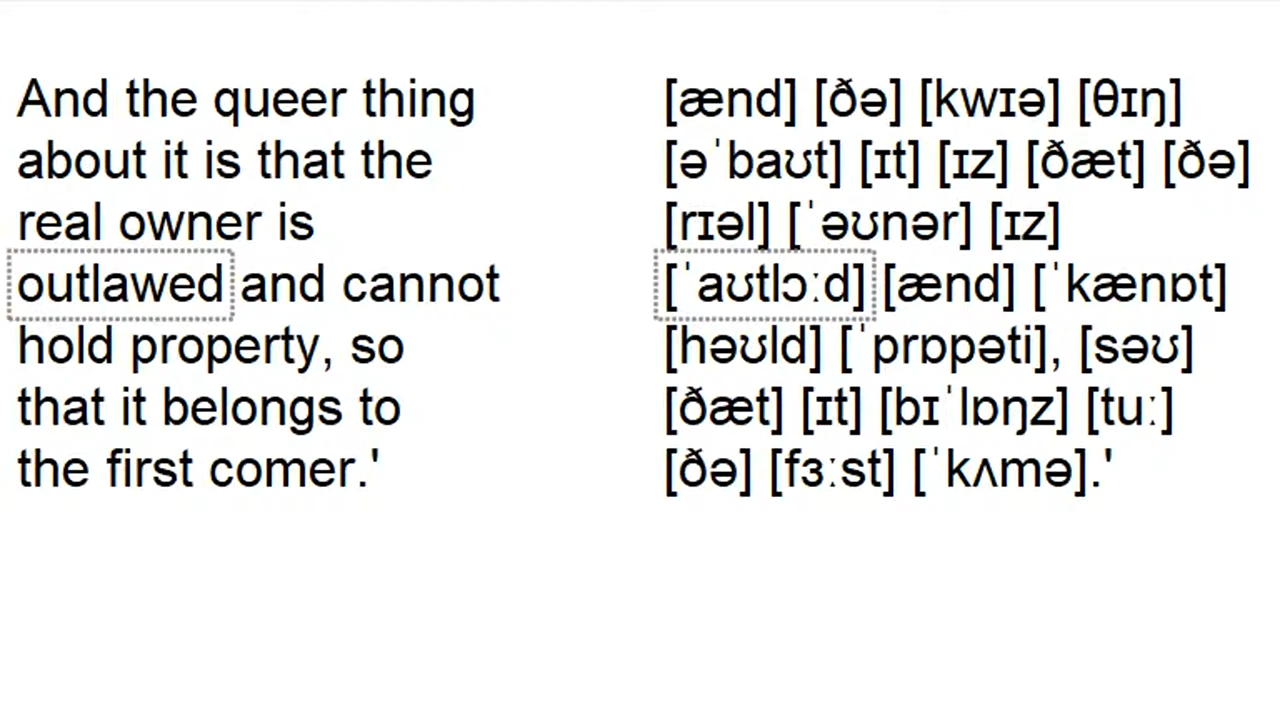 And the queer thing
about it is that the
real owner is
outlawed and cannot
hold property, so
that it belongs to
the first comer.'
[ænd] [ðə] [kwɪə] [θɪŋ]
[əˈbaʊt] [ɪt] [ɪz] [ðæt] [ðə]
[rɪəl] [ˈəʊnər] [ɪz]
[ˈaʊtlɔːd] [ænd] [ˈkænɒt]
[həʊld] [ˈprɒpəti], [səʊ]
[ðæt] [ɪt] [bɪˈlɒŋz] [tuː]
[ðə] [fɜːst] [ˈkʌmə].'